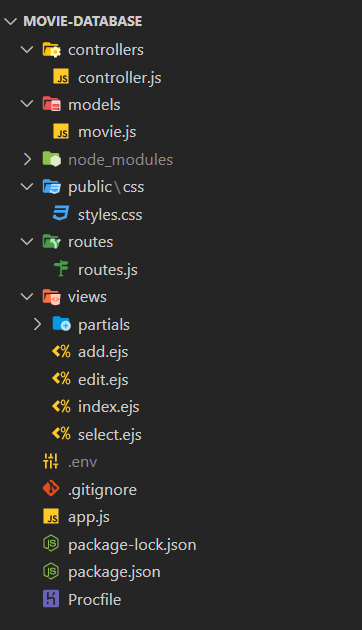 MOVIE-DATABASE
controllers
controller.js
models
movie.js
node_modules
public\css
styles.css
routes
routes.js
views
partials
add.ejs
edit.ejs
index.ejs
select.ejs
.env
.gitignore
app.js
package-lock.json
package.json
Procfile